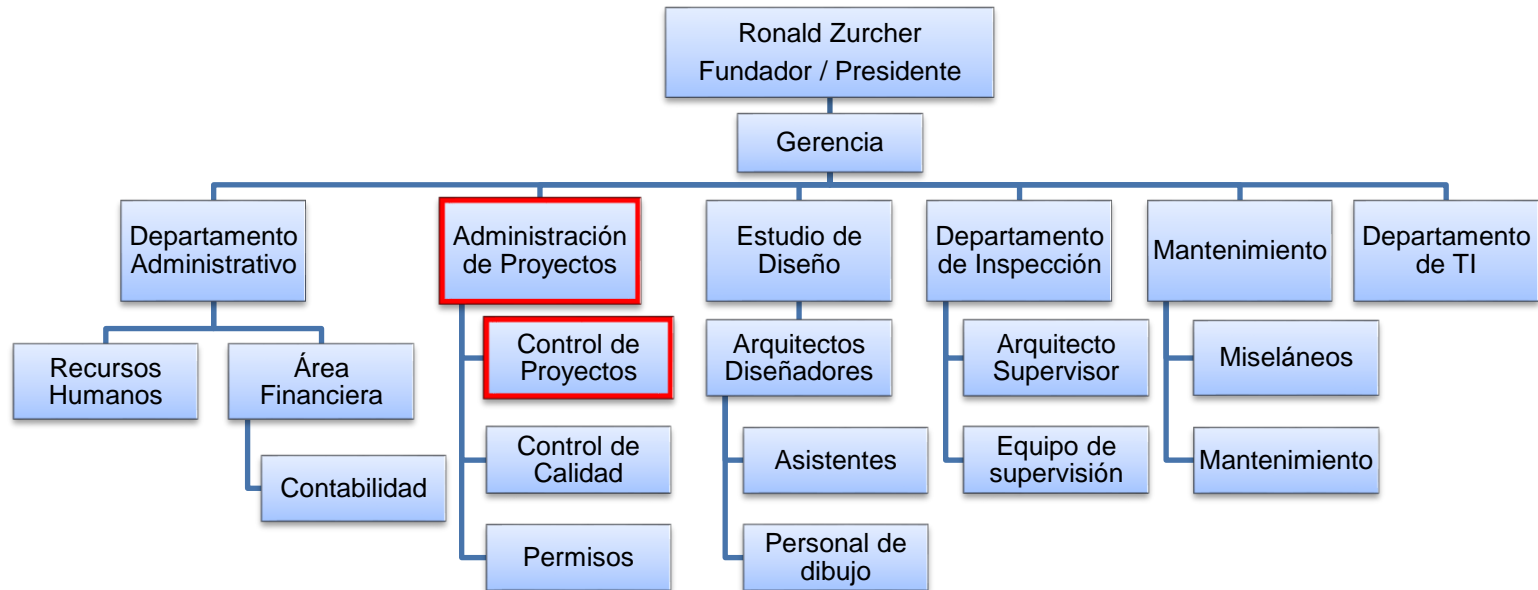 Ronald Zurcher
Fundador / Presidente
Gerencia
Departamento
Administrativo
Administración
de Proyectos
Estudio de
Diseño
Departamento
de Inspección
Mantenimiento
Departamento
de TI
Recursos
Humanos
Área
Financiera
Contabilidad
Control de
Proyectos
Control de
Calidad
Permisos
Arquitectos
Diseñadores
Asistentes
Personal de
dibujo
Arquitecto
Supervisor
Equipo de
supervisión
Miseláneos
Mantenimiento